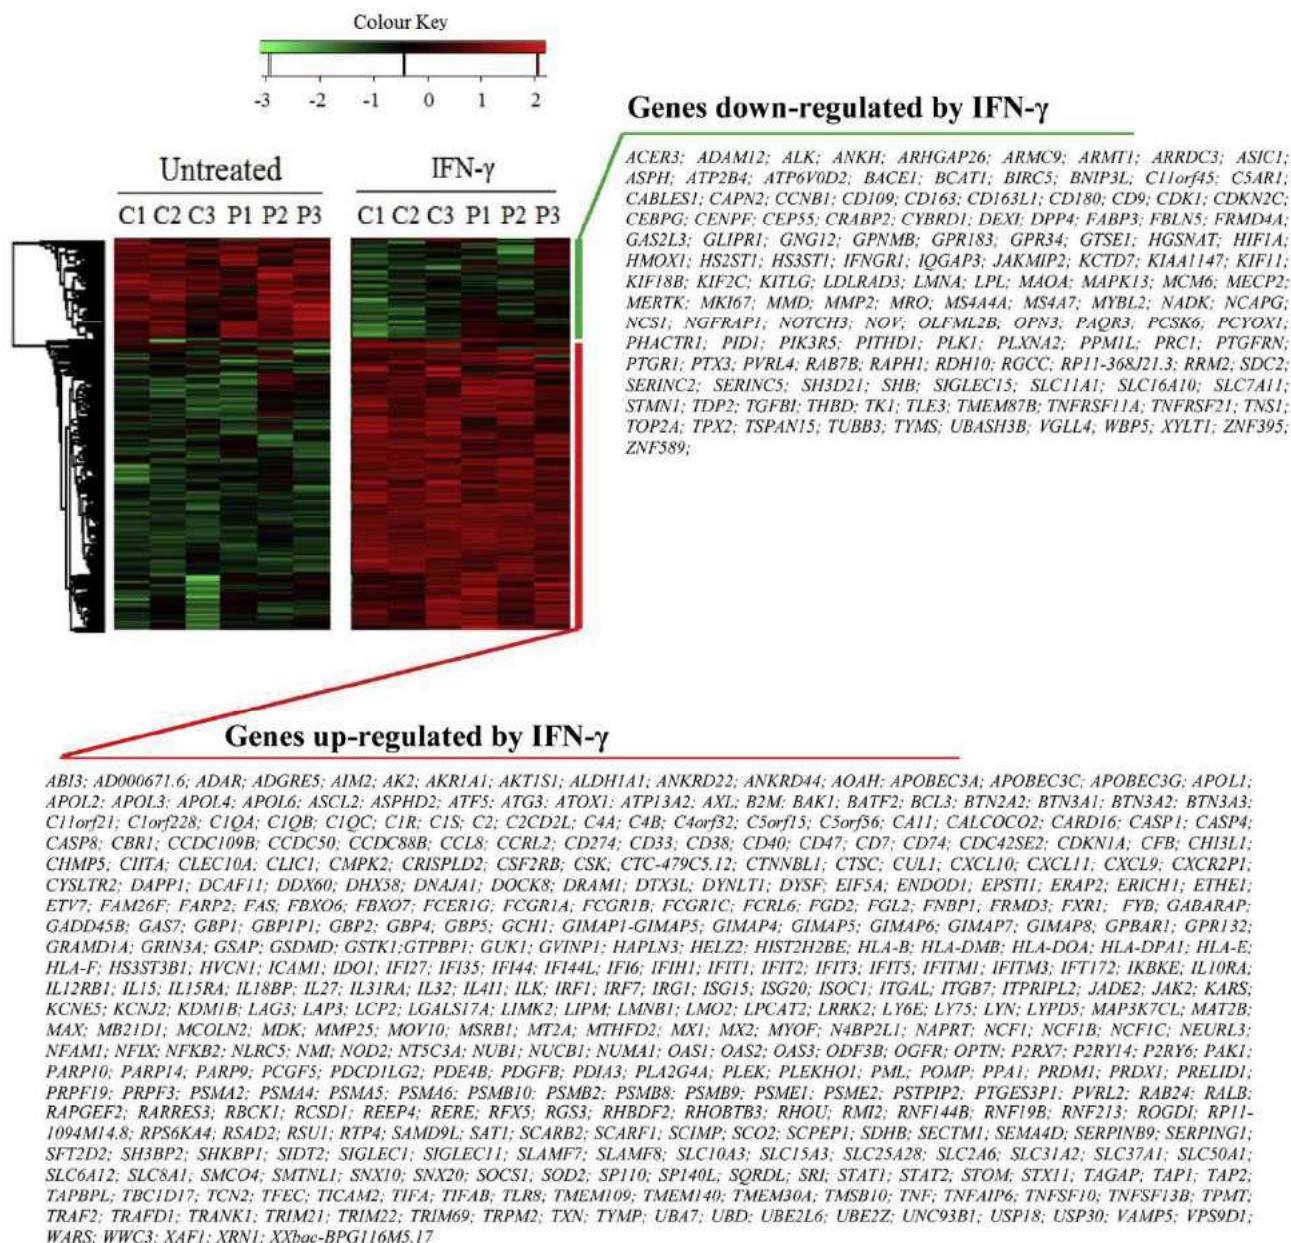 Colour Key
-3 -2 -1 0 1 2
Untreated IFN-γ
C1 C2 C3 P1 P2 P3 C1 C2 C3 P1 P2 P3
Genes down-regulated by IFN-γ
ACER3; ADAM12; ALK; ANKH; ARHGAP26; ARMC9; ARMT1; ARRDC3; ASIC1;
ASPH; ATP2B4; ATP6V0D2; BACE1; BCAT1; BIRC5; BNIP3L; C11orf45; C5AR1;
CABLES1; CAPN2; CCNB1; CD109; CD163; CD163L1; CD180; CD9; CDK1; CDKN2C;
CEBPG; CENPF; CEP55; CRABP2; CYBRD1; DEXI; DPP4; FABP3; FBLN5; FRMD4A;
GAS2L3; GLIPR1; GNG12; GPNMB; GPR183; GPR34; GTSE1; HGSNAT; HIF1A;
HMOX1; HS2ST1; HS3ST1; IFNGR1; IQGAP3; JAKMIP2; KCTD7; KIAA1147; KIF11;
KIF18B; KIF2C; KITLG; LDLRAD3; LMNA; LPL; MAOA; MAPK13; MCM6; MECP2;
MERTK; MKI67; MMD; MMP2; MRO; MS4A4A; MS4A7; MYBL2; NADK; NCAPG;
NCS1; NGFRAP1; NOTCH3; NOV; OLFML2B; OPN3; PAQR3; PCSK6; PCYOX1;
PHACTR1; PID1; PIK3R5; PITHD1; PLK1; PLXNA2; PPM1L; PRC1; PTGFRN;
PTGR1; PTX3; PVRL4; RAB7B; RAPH1; RDH10; RGCC; RP11-368J21.3; RRM2; SDC2;
SERINC2; SERINC5; SH3D21; SHB; SIGLEC15; SLC11A1; SLC16A10; SLC7A11;
STMN1; TDP2; TGFBI; THBD; TK1; TLE3; TMEM87B; TNFRSF11A; TNFRSF21; TNS1;
TOP2A; TPX2; TSPAN15; TUBB3; TYMS; UBASH3B; VGLL4; WBP5; XYLT1; ZNF395;
ZNF589;
Genes up-regulated by IFN-γ
ABI3; AD000671.6; ADAR; ADGRE5; AIM2; AK2; AKR1A1; AKT1S1; ALDH1A1; ANKRD22; ANKRD44; AOAH; APOBEC3A; APOBEC3C; APOBEC3G; APOL1;
APOL2; APOL3; APOL4; APOL6; ASCL2; ASPHD2; ATF5; ATG3; ATOX1; ATP13A2; AXL; B2M; BAK1; BATF2; BCL3; BTN2A2; BTN3A1; BTN3A2; BTN3A3;
C11orf21; C1orf228; C1QA; C1QB; C1QC; C1R; C1S; C2; C2CD2L; C4A; C4B; C4orf32; C5orf15; C5orf56; CA11; CALCOCO2; CARD16; CASP1; CASP4;
CASP8; CBR1; CCDC109B; CCDC50; CCDC88B; CCL8; CCRL2; CD274; CD33; CD38; CD40; CD47; CD7; CD74; CDC42SE2; CDKN1A; CFB; CHI3L1;
CHMP5; CIITA; CLEC10A; CLIC1; CMPK2; CRISPLD2; CSF2RB; CSK; CTC-479C5.12; CTNNBL1; CTSC; CUL1; CXCL10; CXCL11; CXCL9; CXCR2P1;
CYSLTR2; DAPP1; DCAF11; DDX60; DHX58; DNAJA1; DOCK8; DRAM1; DTX3L; DYNLT1; DYSF; EIF5A; ENDOD1; EPSTI1; ERAP2; ERICH1; ETHE1;
ETV7; FAM26F; FARP2; FAS; FBXO6; FBXO7; FCER1G; FCGR1A; FCGR1B; FCGR1C; FCRL6; FGD2; FGL2; FNBP1; FRMD3; FXR1; FYB; GABARAP;
GADD45B; GAS7; GBP1; GBP1P1; GBP2; GBP4; GBP5; GCH1; GIMAP1-GIMAP5; GIMAP4; GIMAP5; GIMAP6; GIMAP7; GIMAP8; GPBAR1; GPR132;
GRAMD1A; GRIN3A; GSAP; GSDMD; GSTK1;GTPBP1; GUK1; GVINP1; HAPLN3; HELZ2; HIST2H2BE; HLA-B; HLA-DMB; HLA-DOA; HLA-DPA1; HLA-E;
HLA-F; HS3ST3B1; HVCN1; ICAM1; IDO1; IFI27; IFI35; IFI44; IFI44L; IFI6; IFIH1; IFIT1; IFIT2; IFIT3; IFIT5; IFITM1; IFITM3; IFT172; IKBKE; IL10RA;
IL12RB1; IL15; IL15RA; IL18BP; IL27; IL31RA; IL32; IL4I1; ILK; IRF1; IRF7; IRG1; ISG15; ISG20; ISOC1; ITGAL; ITGB7; ITPRIPL2; JADE2; JAK2; KARS;
KCNE5; KCNJ2; KDM1B; LAG3; LAP3; LCP2; LGALS17A; LIMK2; LIPM; LMNB1; LMO2; LPCAT2; LRRK2; LY6E; LY75; LYN; LYPD5; MAP3K7CL; MAT2B;
MAX; MB21D1; MCOLN2; MDK; MMP25; MOV10; MSRB1; MT2A; MTHFD2; MX1; MX2; MYOF; N4BP2L1; NAPRT; NCF1; NCF1B; NCF1C; NEURL3;
NFAM1; NFIX; NFKB2; NLRC5; NMI; NOD2; NT5C3A; NUB1; NUCB1; NUMA1; OAS1; OAS2; OAS3; ODF3B; OGFR; OPTN; P2RX7; P2RY14; P2RY6; PAK1;
PARP10; PARP14; PARP9; PCGF5; PDCD1LG2; PDE4B; PDGFB; PDIA3; PLA2G4A; PLEK; PLEKHO1; PML; POMP; PPA1; PRDM1; PRDX1; PRELID1;
PRPF19; PRPF3; PSMA2; PSMA4; PSMA5; PSMA6; PSMB10; PSMB2; PSMB8; PSMB9; PSME1; PSME2; PSTPIP2; PTGES3P1; PVRL2; RAB24; RALB;
RAPGEF2; RARRES3; RBCK1; RCSD1; REEP4; RERE; RFX5; RGS3; RHBDF2; RHOBTB3; RHOU; RMI2; RNF144B; RNF19B; RNF213; ROGDI; RP11-
1094M14.8; RPS6KA4; RSAD2; RSU1; RTP4; SAMD9L; SAT1; SCARB2; SCARF1; SCIMP; SCO2; SCPEP1; SDHB; SECTM1; SEMA4D; SERPINB9; SERPING1;
SFT2D2; SH3BP2; SHKBP1; SIDT2; SIGLEC1; SIGLEC11; SLAMF7; SLAMF8; SLC10A3; SLC15A3; SLC25A28; SLC2A6; SLC31A2; SLC37A1; SLC50A1;
SLC6A12; SLC8A1; SMCO4; SMTNL1; SNX10; SNX20; SOCS1; SOD2; SP110; SP140L; SQRDL; SRI; STAT1; STAT2; STOM; STX11; TAGAP; TAP1; TAP2;
TAPBPL; TBC1D17; TCN2; TFEC; TICAM2; TIFA; TIFAB; TLR8; TMEM109; TMEM140; TMEM30A; TMSB10; TNF; TNFAIP6; TNFSF10; TNFSF13B; TPMT;
TRAF2; TRAFD1; TRANK1; TRIM21; TRIM22; TRIM69; TRPM2; TXN; TYMP; UBA7; UBD; UBE2L6; UBE2Z; UNC93B1; USP18; USP30; VAMP5; VPS9D1;
WARS; WWC3; XAF1; XRN1; XXbac-BPG116M5.17